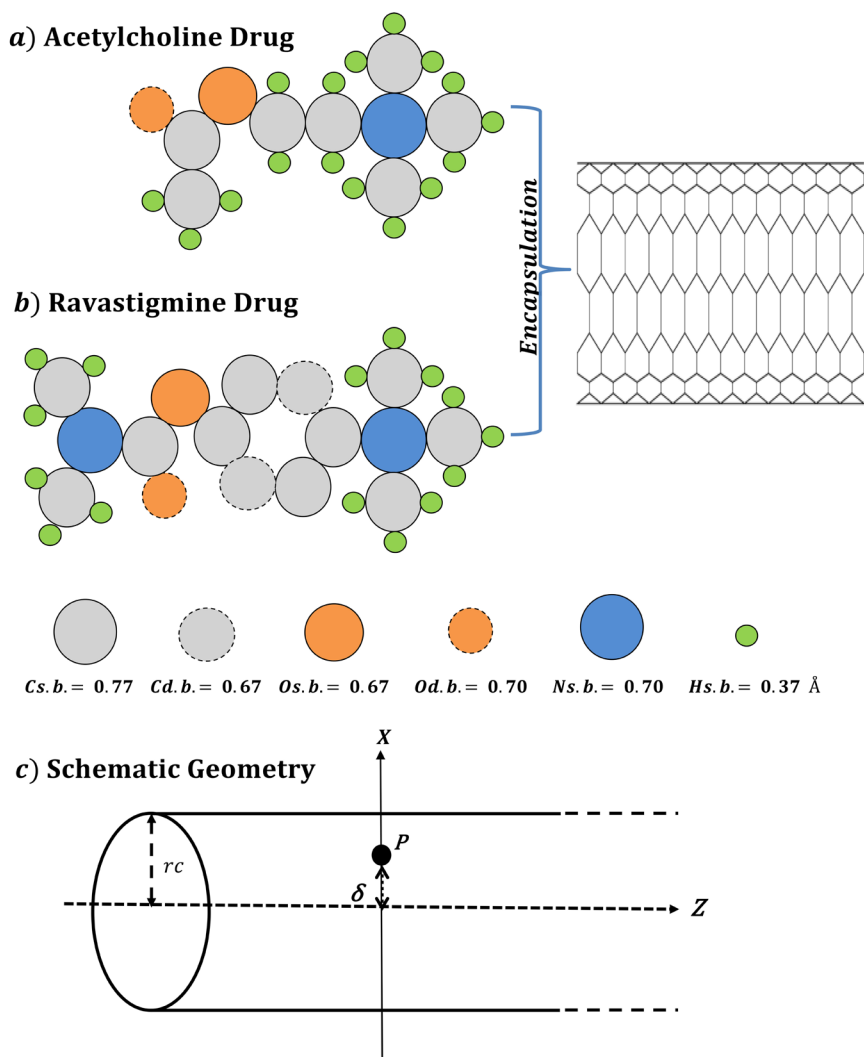 a) Acetylcholine Drug
Encapsulation
b) Ravastigmine Drug
Cs.b.= 0.77 Cd.b.= 0.67 Os.b.= 0.67 Od.b.= 0.70 Ns.b.= 0.70 Hs.b.= 0.37 Å
c) Schematic Geometry
X
P
rc
δ
Z